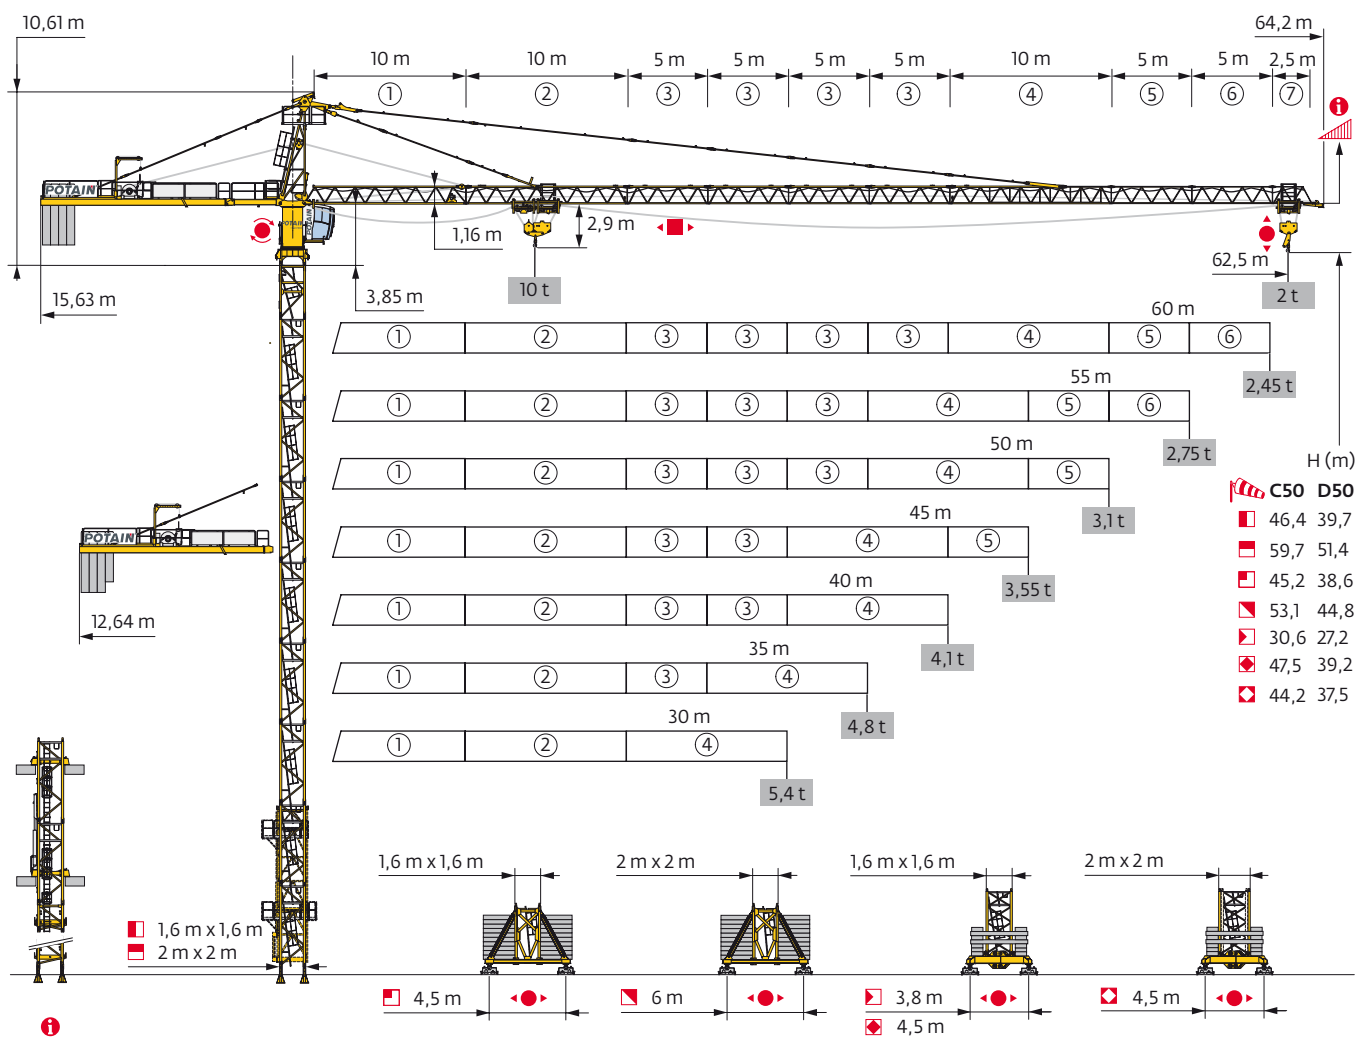 10,61 m
64,2 m
10 m 10 m 5 m 5 m 5 m 5 m 10 m 5 m 5 m 2,5 m
1 2 3 3 3 3 4 5 6 7
i
POTAIN
POTAIN
POTAIN
1,16 m
2,9 m
62,5 m
10 t
2 t
15,63 m
3,85 m
60 m
1 2 3 3 3 3 4 5 6
2,45 t
55 m
1 2 3 3 3 4 5 6
2,75 t
50 m
1 2 3 3 3 4 5
3,1 t
H (m)
C50 D50
46,4 39,7
59,7 51,4
45,2 38,6
53,1 44,8
30,6 27,2
47,5 39,2
44,2 37,5
POTAIN
12,64 m
45 m
1 2 3 3 4 5
3,55 t
40 m
1 2 3 3 4
4,1 t
35 m
1 2 3 4
4,8 t
30 m
1 2 4
5,4 t
1,6 m x 1,6 m
2 m x 2 m
1,6 m x 1,6 m
2 m x 2 m
1,6 m x 1,6 m
2 m x 2 m
4,5 m
6 m
3,8 m
4,5 m
4,5 m
i